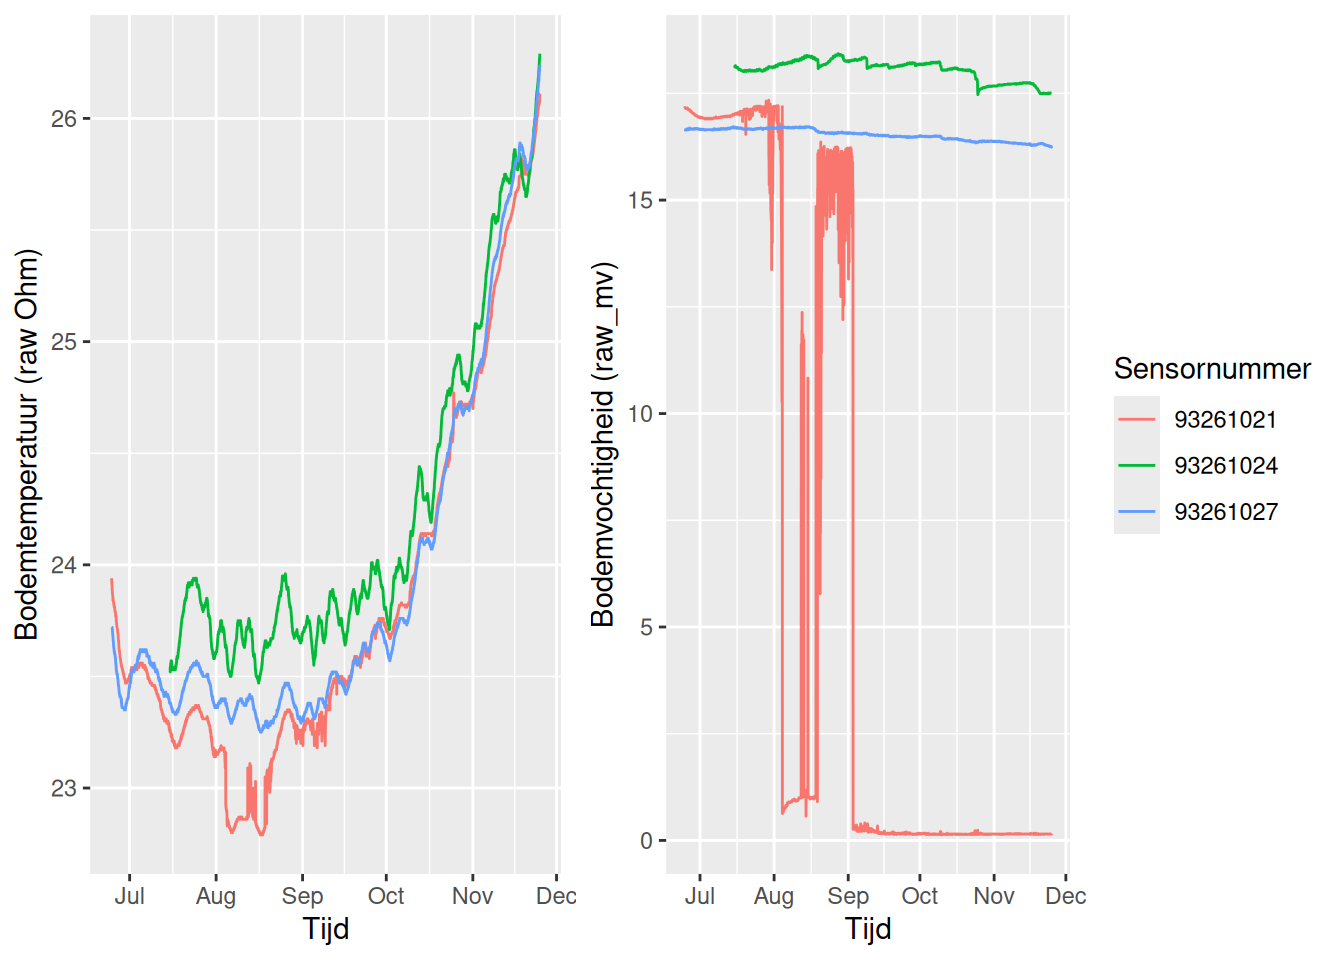 Bodemtemperatuur (raw Ohm)
26
25
24
23
Jul Aug Sep Oct Nov Dec
Tijd
Bodemvochtigheid (raw_mv)
15
10
5
0
Jul Aug Sep Oct Nov Dec
Tijd
Sensornummer
93261021
93261024
93261027